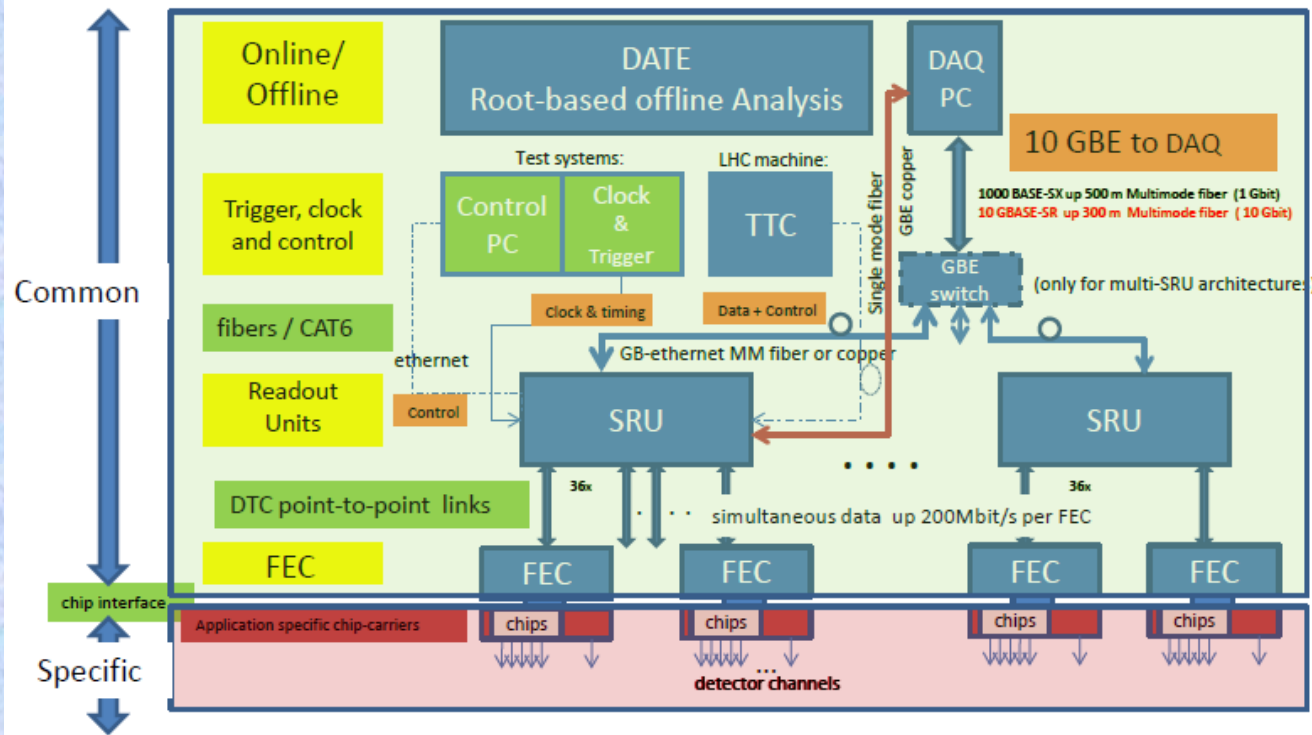 Online/
Offline
DATE
Root-based offline Analysis
DAQ
PC
10 GBE to DAQ
Test systems:
LHC machine:
Trigger, clock
and control
Control
PC
Clock
&
Trigger
TTC
Single mode fiber
GBE copper
1000 BASE-SX up 500 m Multimode fiber (1 Gbit)
10 GBASE-SR up 300 m Multimode fiber ( 10 Gbit)
GBE
switch
(only for multi-SRU architectures
Common
fibers / CAT6
Clock & timing
Data + Control
ethernet
GB-ethernet MM fiber or copper
Readout
Units
Control
SRU
SRU
. . . .
DTC point-to-point links
36x
36x
. . . .
simultaneous data up 200Mbit/s per FEC
FEC
FEC
FEC
FEC
FEC
chip interface
Application specific chip-carriers
chips
chips
chips
chips
Specific
...
detector channels